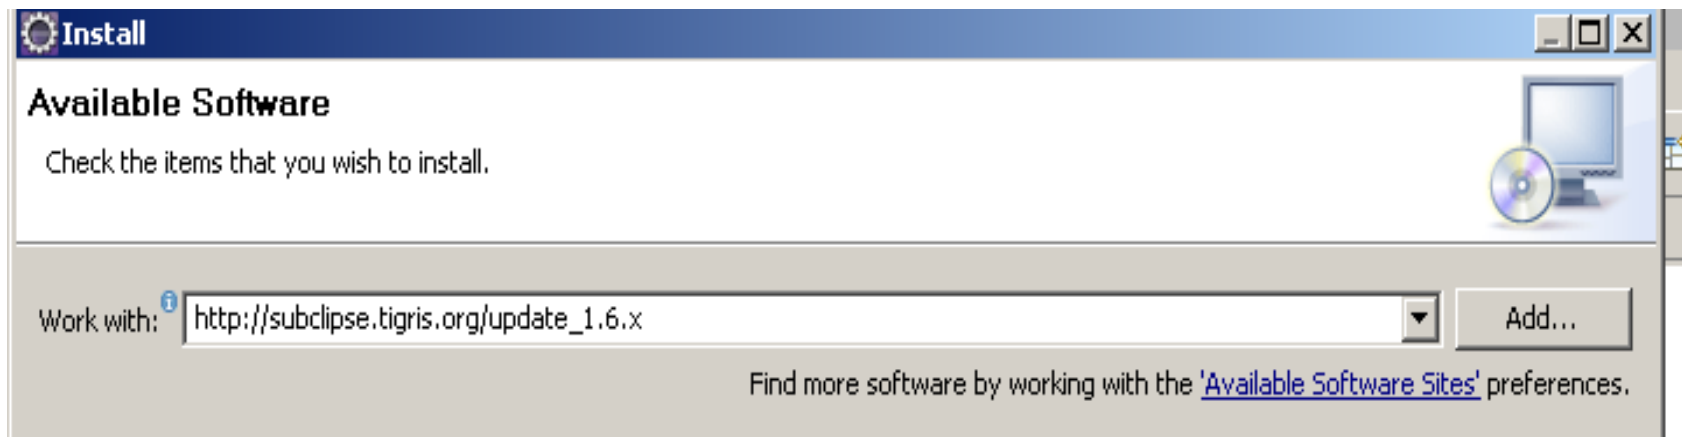 Install
Available Software
Check the items that you wish to install.
Work with: http://subclipse.tigris.org/update_1.6.x Add...
Find more software by working with the 'Available Software Sites' preferences.